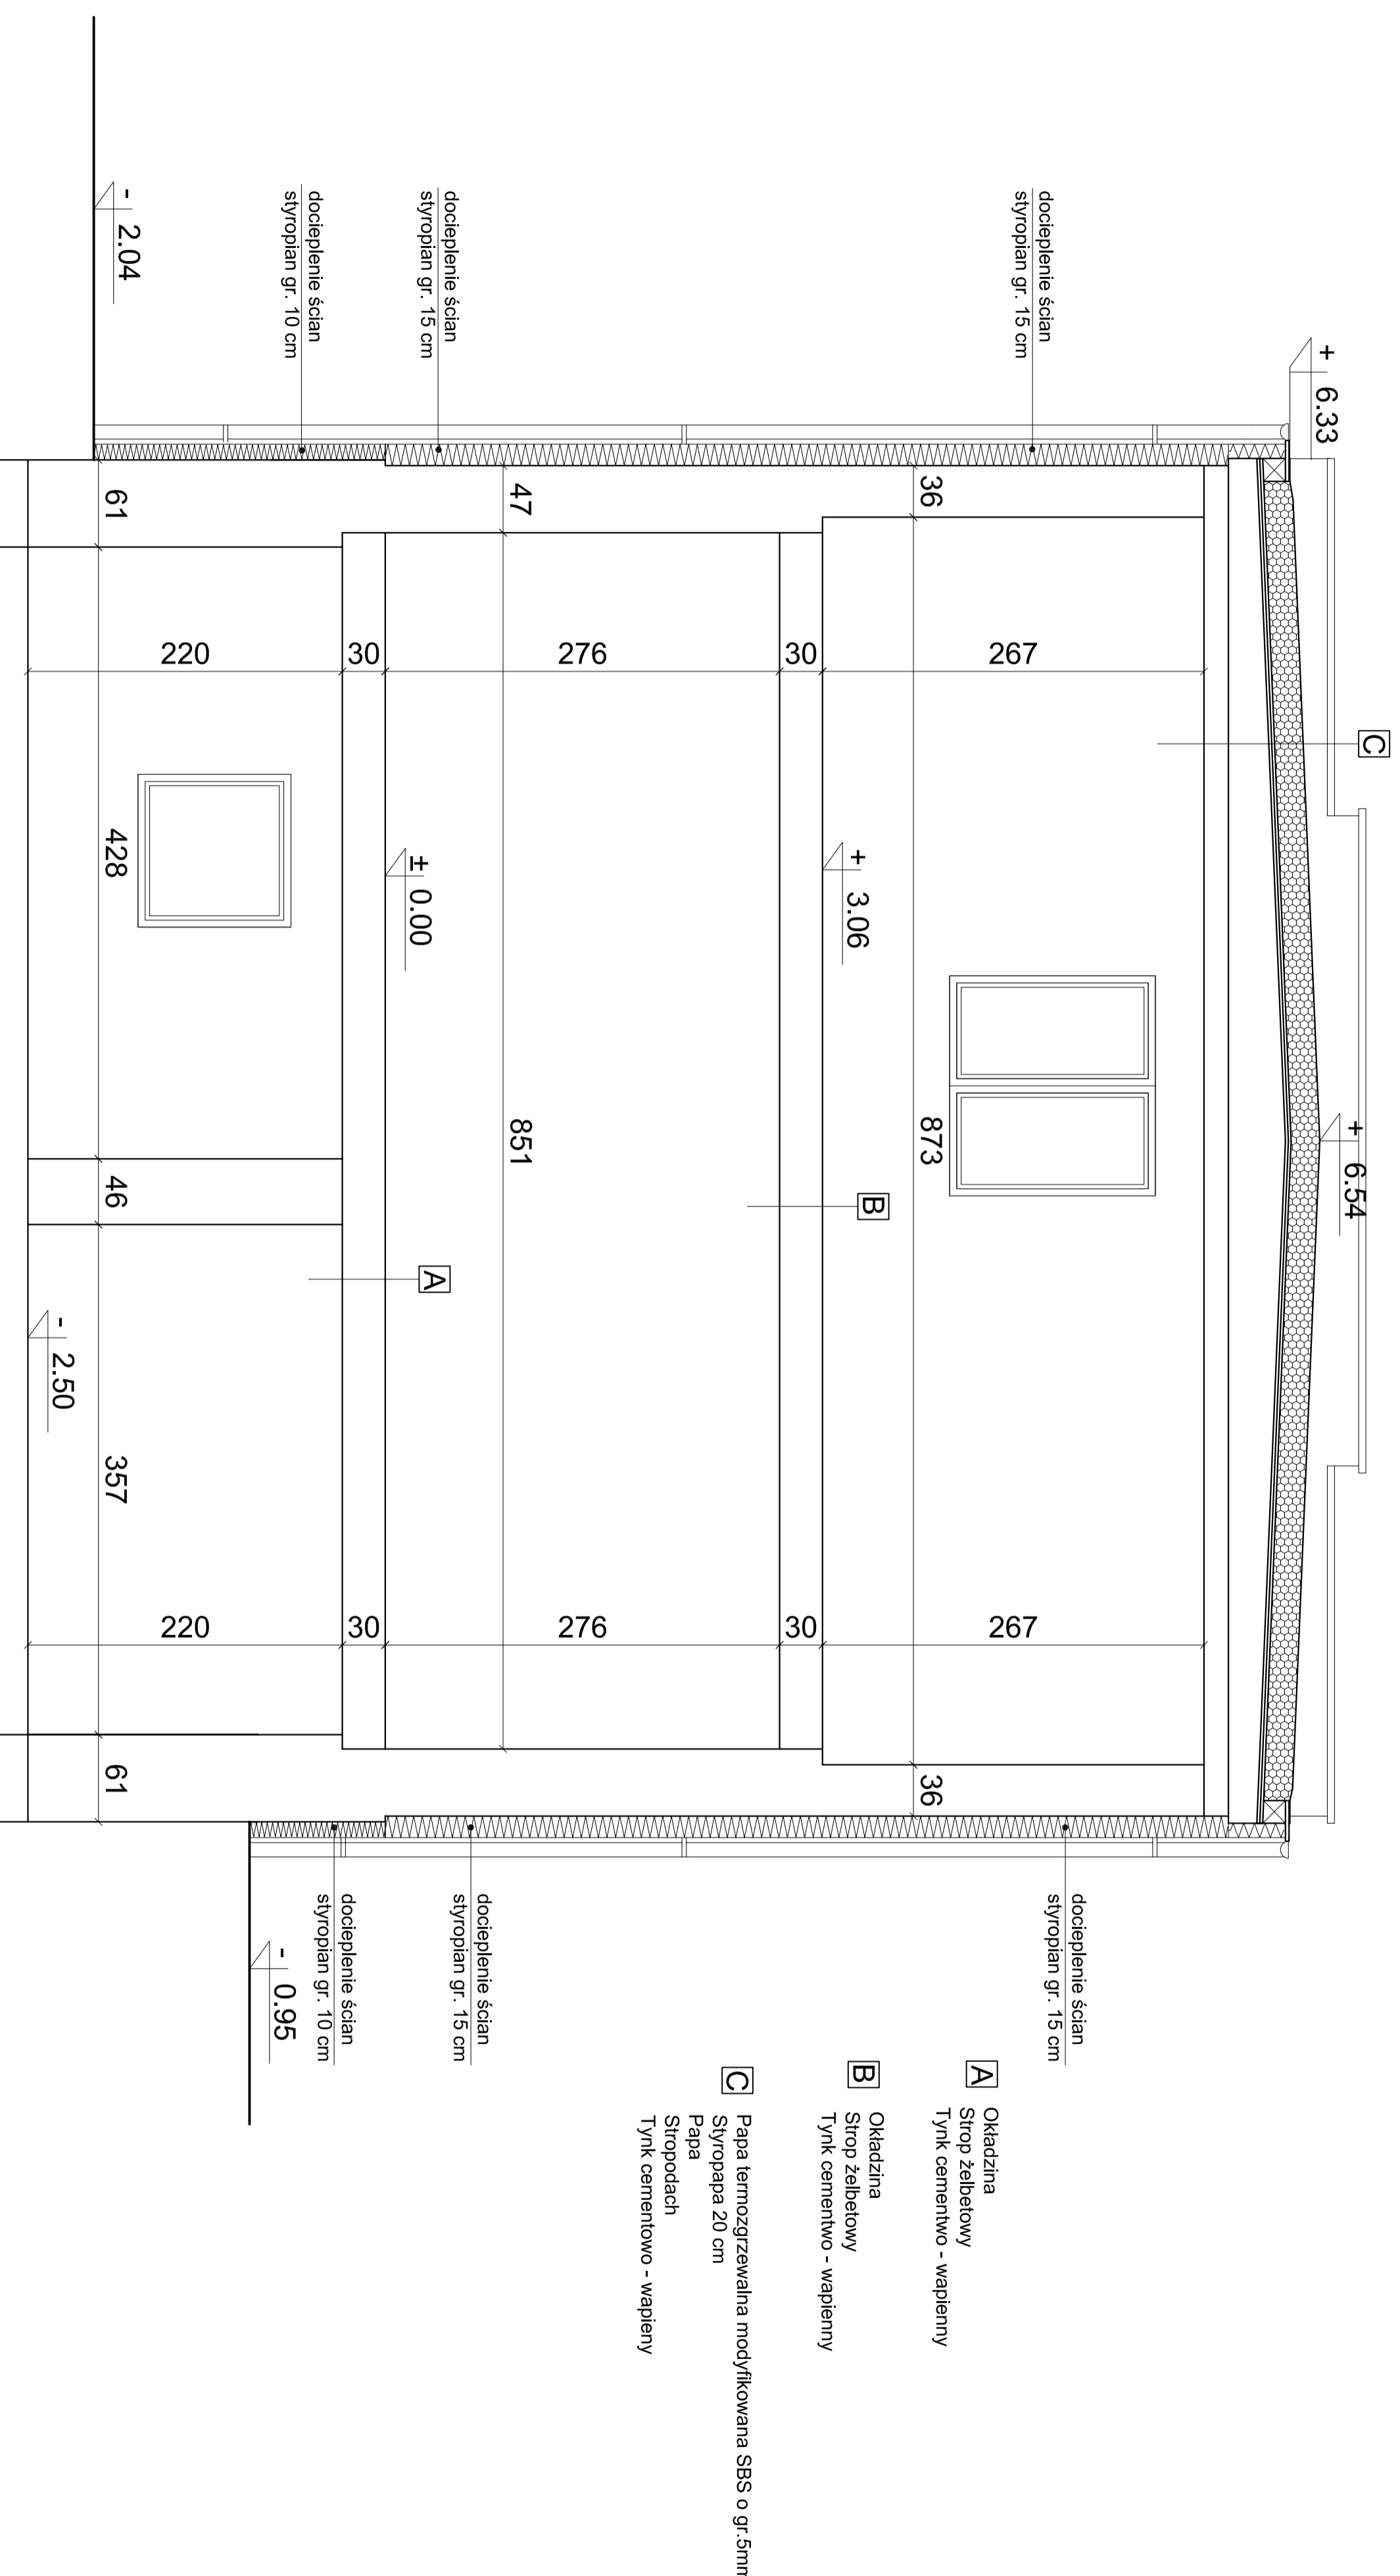 C
+ 6.54
+ 6.33
docieplenie ścian
styropian gr. 15 cm
docieplenie ścian
styropian gr. 15 cm
267
267
36
873
36
+ 3.06
30
30
B
276
276
47
851
docieplenie ścian
styropian gr. 15 cm
docieplenie ścian
styropian gr. 15 cm
± 0.00
A
30
30
docieplenie ścian
styropian gr. 10 cm
docieplenie ścian
styropian gr. 10 cm
- 0.95
220
220
- 2.04
61
428
46
357
61
- 2.50
A
Okładzina
Strop żelbetowy
Tynk cementwo - wapienny
B
Okładzina
Strop żelbetowy
Tynk cementwo - wapienny
C
Papa termozgrzewalna modyfikowana SBS o gr.5mm
Styropapa 20 cm
Papa
Stropodach
Tynk cementowo - wapieny